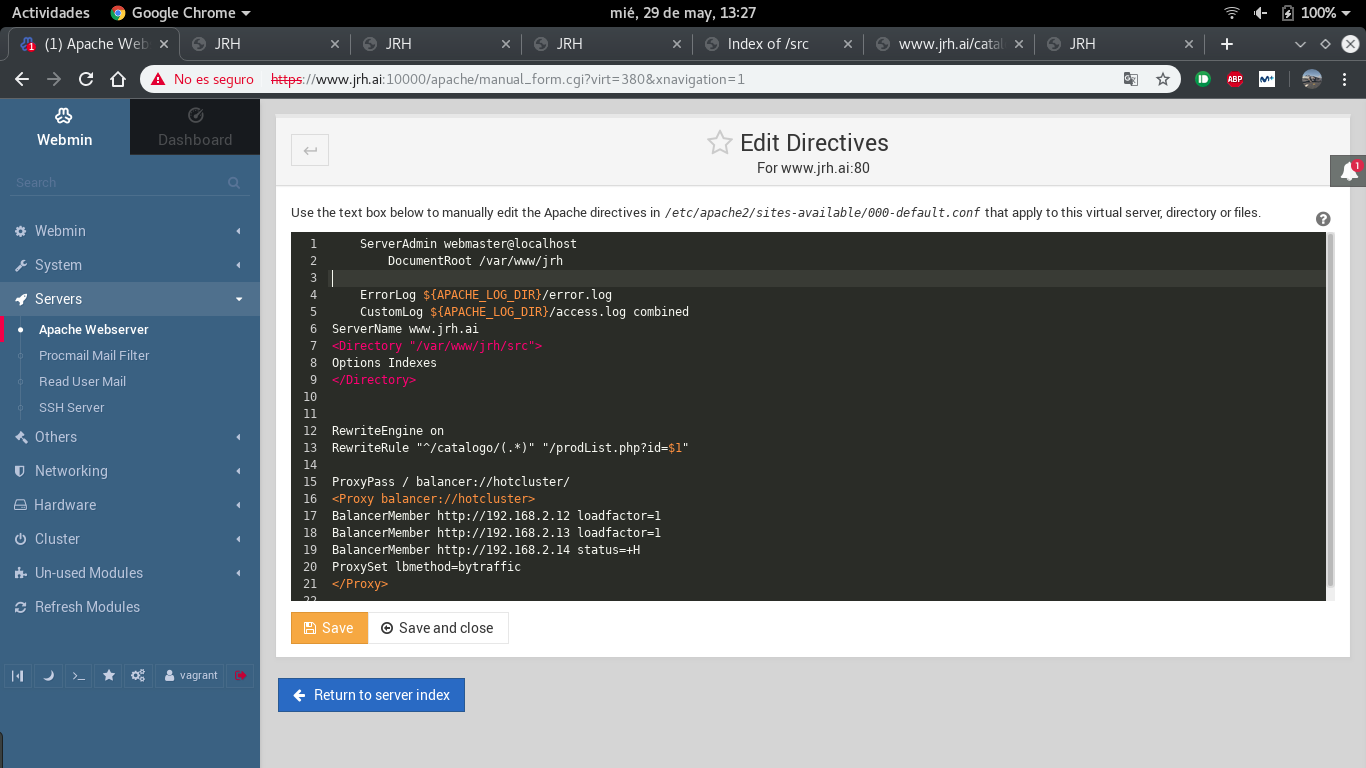 Actividades Google Chrome mié, 29 de may, 13:27 100%
(1) Apache Web JRH JRH JRH Index of /src www.jrh.ai/catal JRH
No es seguro https://www.jrh.ai:10000/apache/manual_form.cgi?virt=380&xnavigation=1 ABP M+
Webmin
Dashboard
Search
Webmin
System
Servers
Apache Webserver
Procmail Mail Filter
Read User Mail
SSH Server
Others
Networking
Hardware
Cluster
Un-used Modules
Refresh Modules
vagrant
Edit Directives
For www.jrh.ai:80
1
Use the text box below to manually edit the Apache directives in /etc/apache2/sites-available/000-default.conf that apply to this virtual server, directory or files.
1 ServerAdmin webmaster@localhost
2 DocumentRoot /var/www/jrh
3
4 ErrorLog ${APACHE_LOG_DIR}/error.log
5 CustomLog ${APACHE_LOG_DIR}/access.log combined
6 ServerName www.jrh.ai
7 <Directory "/var/www/jrh/src">
8 Options Indexes
9 </Directory>
10
11
12 RewriteEngine on
13 RewriteRule "^/catalogo/(.*)" "/prodList.php?id=$1"
14
15 ProxyPass / balancer://hotcluster/
16 <Proxy balancer://hotcluster>
17 BalancerMember http://192.168.2.12 loadfactor=1
18 BalancerMember http://192.168.2.13 loadfactor=1
19 BalancerMember http://192.168.2.14 status=+H
20 ProxySet lbmethod=bytraffic
21 </Proxy>
22
Save Save and close
Return to server index